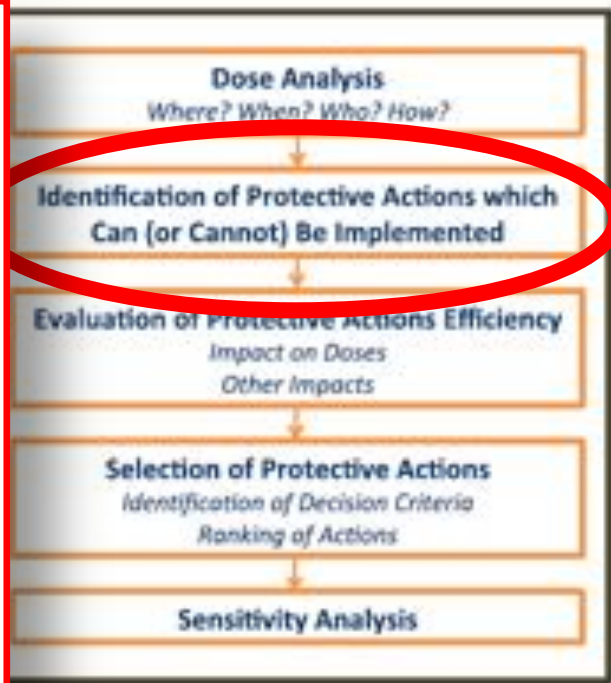 Dose Analysis
Where? When? Who? How?
Identification of Protective Actions which
Can (or Cannot) Be Implemented
Evaluation of Protective Actions Efficiency
Impact on Doses
Other Impacts
Selection of Protective Actions
Identification of Decision Criteria
Ranking of Actions
Sensitivity Analysis